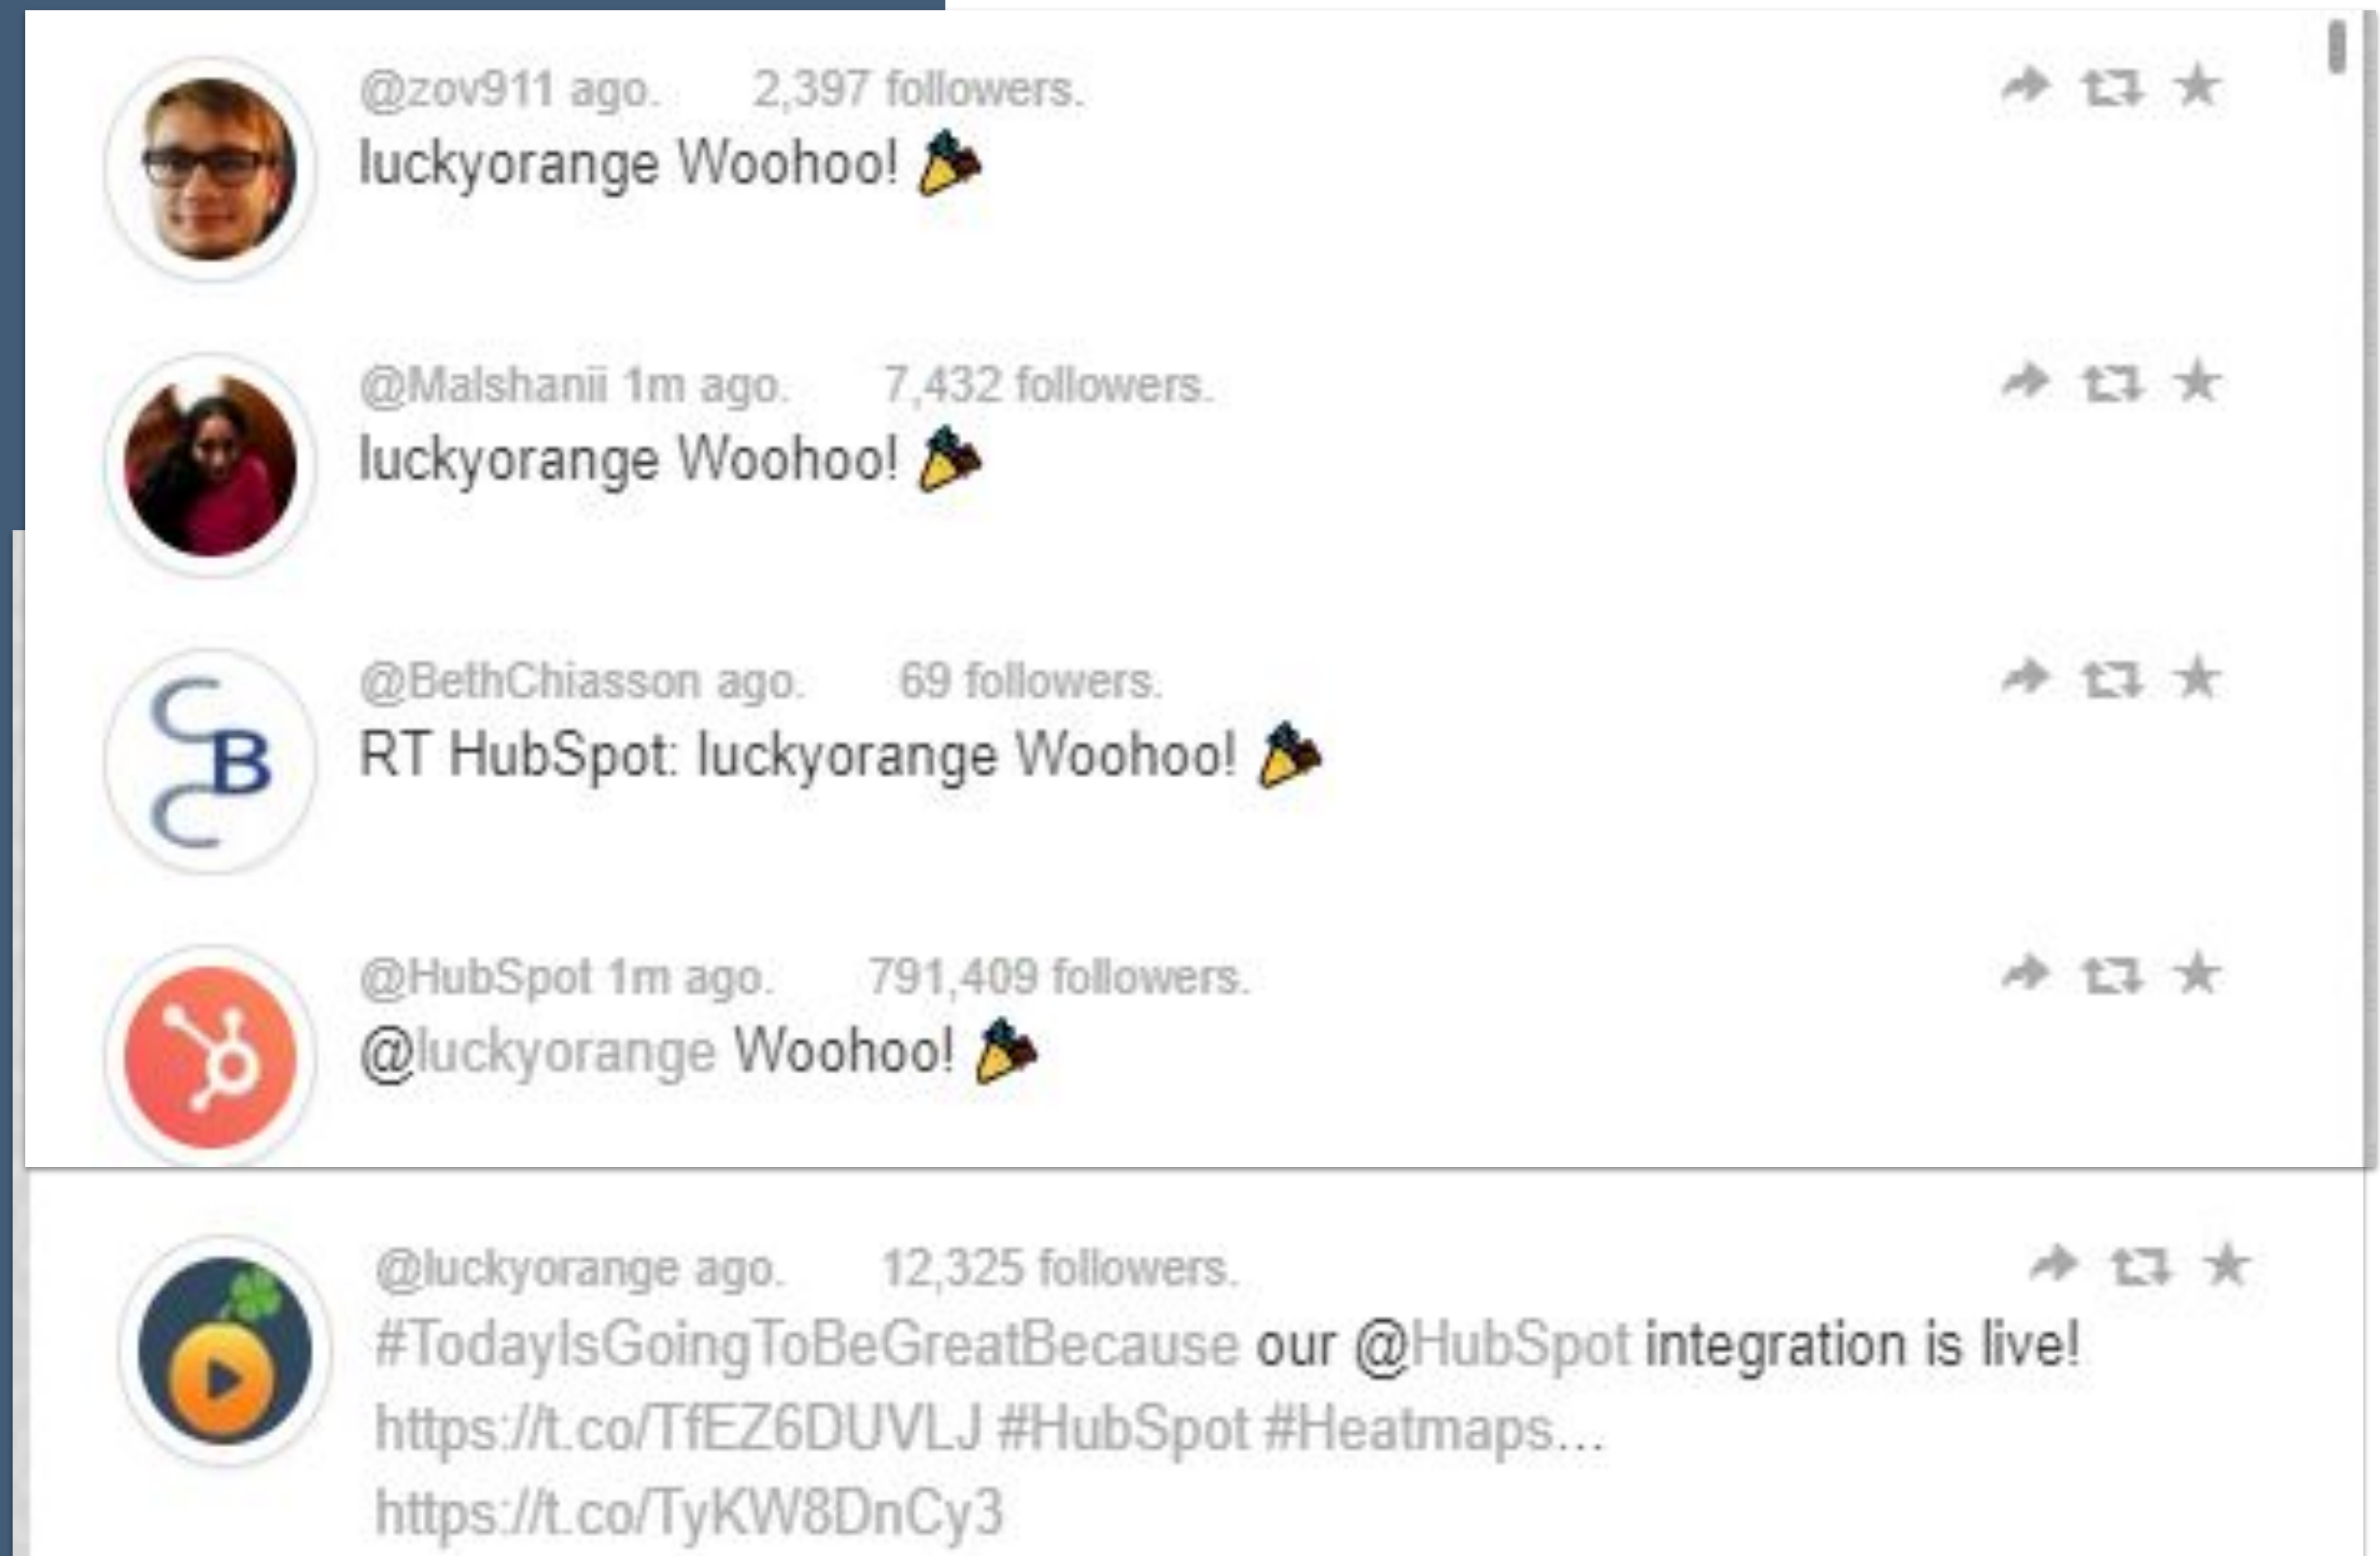 @zov911 ago. 2,397 followers.
luckyorange Woohoo! 🎉
@Malshanii 1m ago. 7,432 followers.
luckyorange Woohoo! 🎉
@BethChiasson ago. 69 followers.
RT HubSpot: luckyorange Woohoo! 🎉
CBC
@HubSpot 1m ago. 791,409 followers.
@luckyorange Woohoo! 🎉
@luckyorange ago. 12,325 followers.
#TodayIsGoingToBeGreatBecause our @HubSpot integration is live!
https://t.co/TfEZ6DUVLJ #HubSpot #Heatmaps...
https://t.co/TyKW8DnCy3